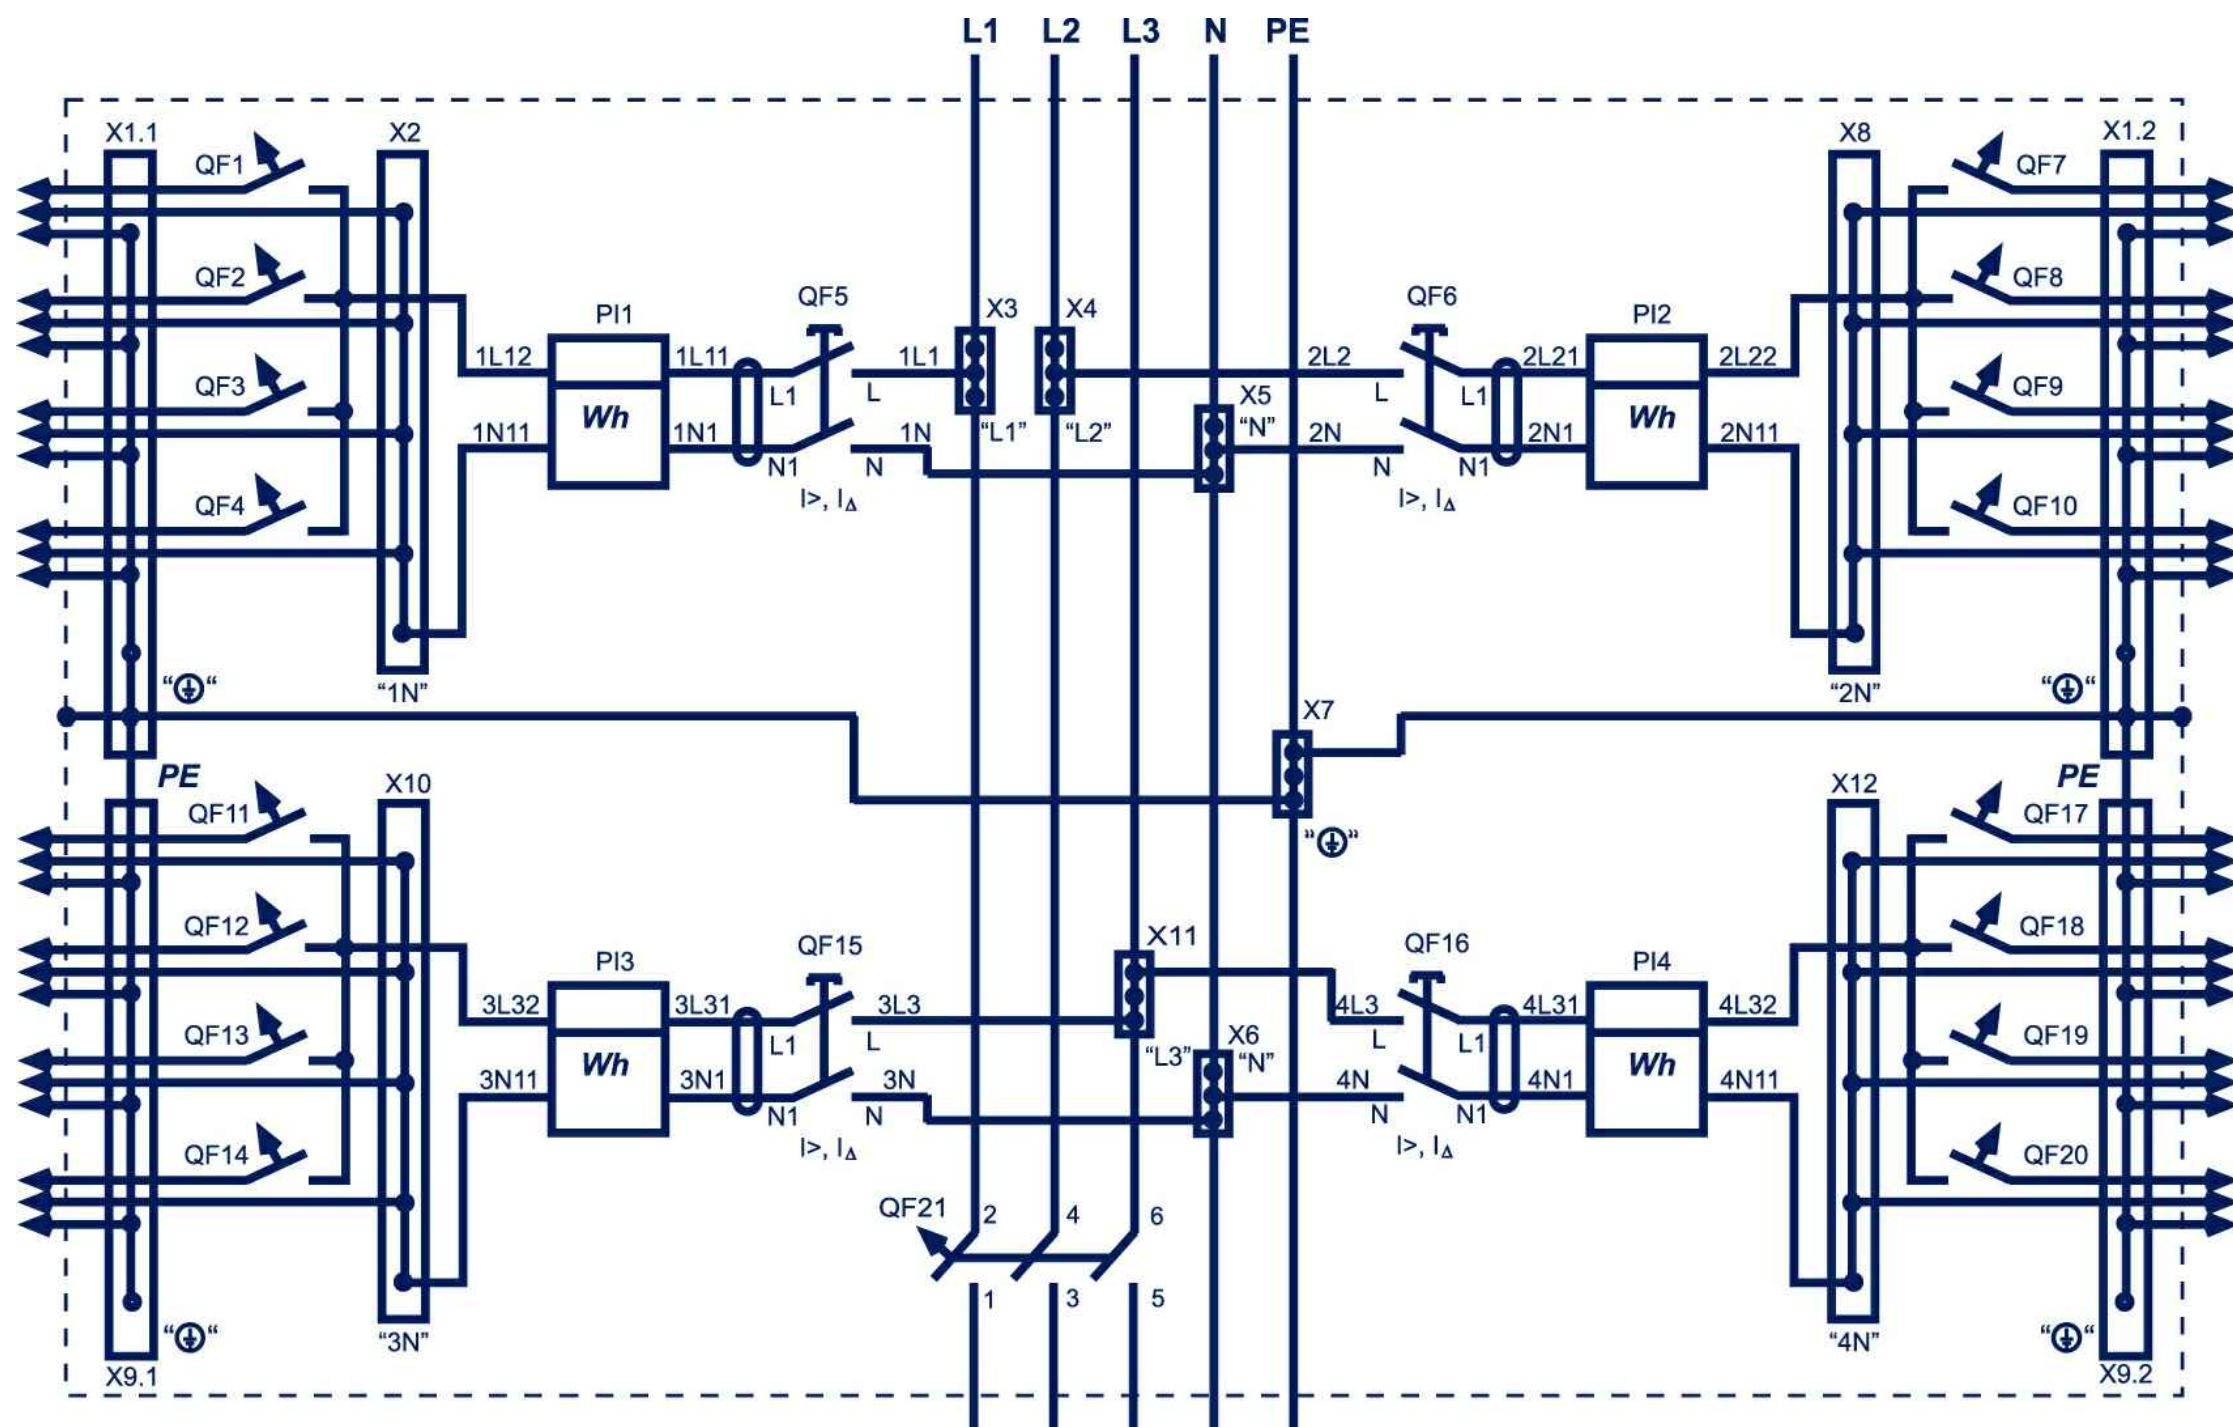 L1 L2 L3 N PE
X1.1 X2 X8 X1.2
QF1 QF7
QF2 QF8
PI1 QF5 X3 X4 QF6 PI2
QF3 1L12 1L11 1L1 2L2 2L21 2L22 QF9
L1 L L L1
X5
Wh “L1” “L2” “N” Wh
1N11 1N1 1N 2N 2N1 2N11
N1 N N N1
QF4 I>, IΔ I>, IΔ QF10
“⏚“ “1N” “2N” “⏚“
X7
PE PE
X10 X12
QF11 ”⏚“ QF17
QF12 QF18
PI3 QF15 X11 QF16 PI4
3L32 3L31 3L3 4L3 4L31 4L32
QF13 L1 L X6 L L1 QF19
Wh “L3” “N” Wh
3N11 3N1 3N 4N 4N1 4N11
N1 N N N1
QF14 I>, IΔ I>, IΔ QF20
QF21 2 4 6
1 3 5
“⏚“ “3N” “4N” “⏚“
X9.1 X9.2